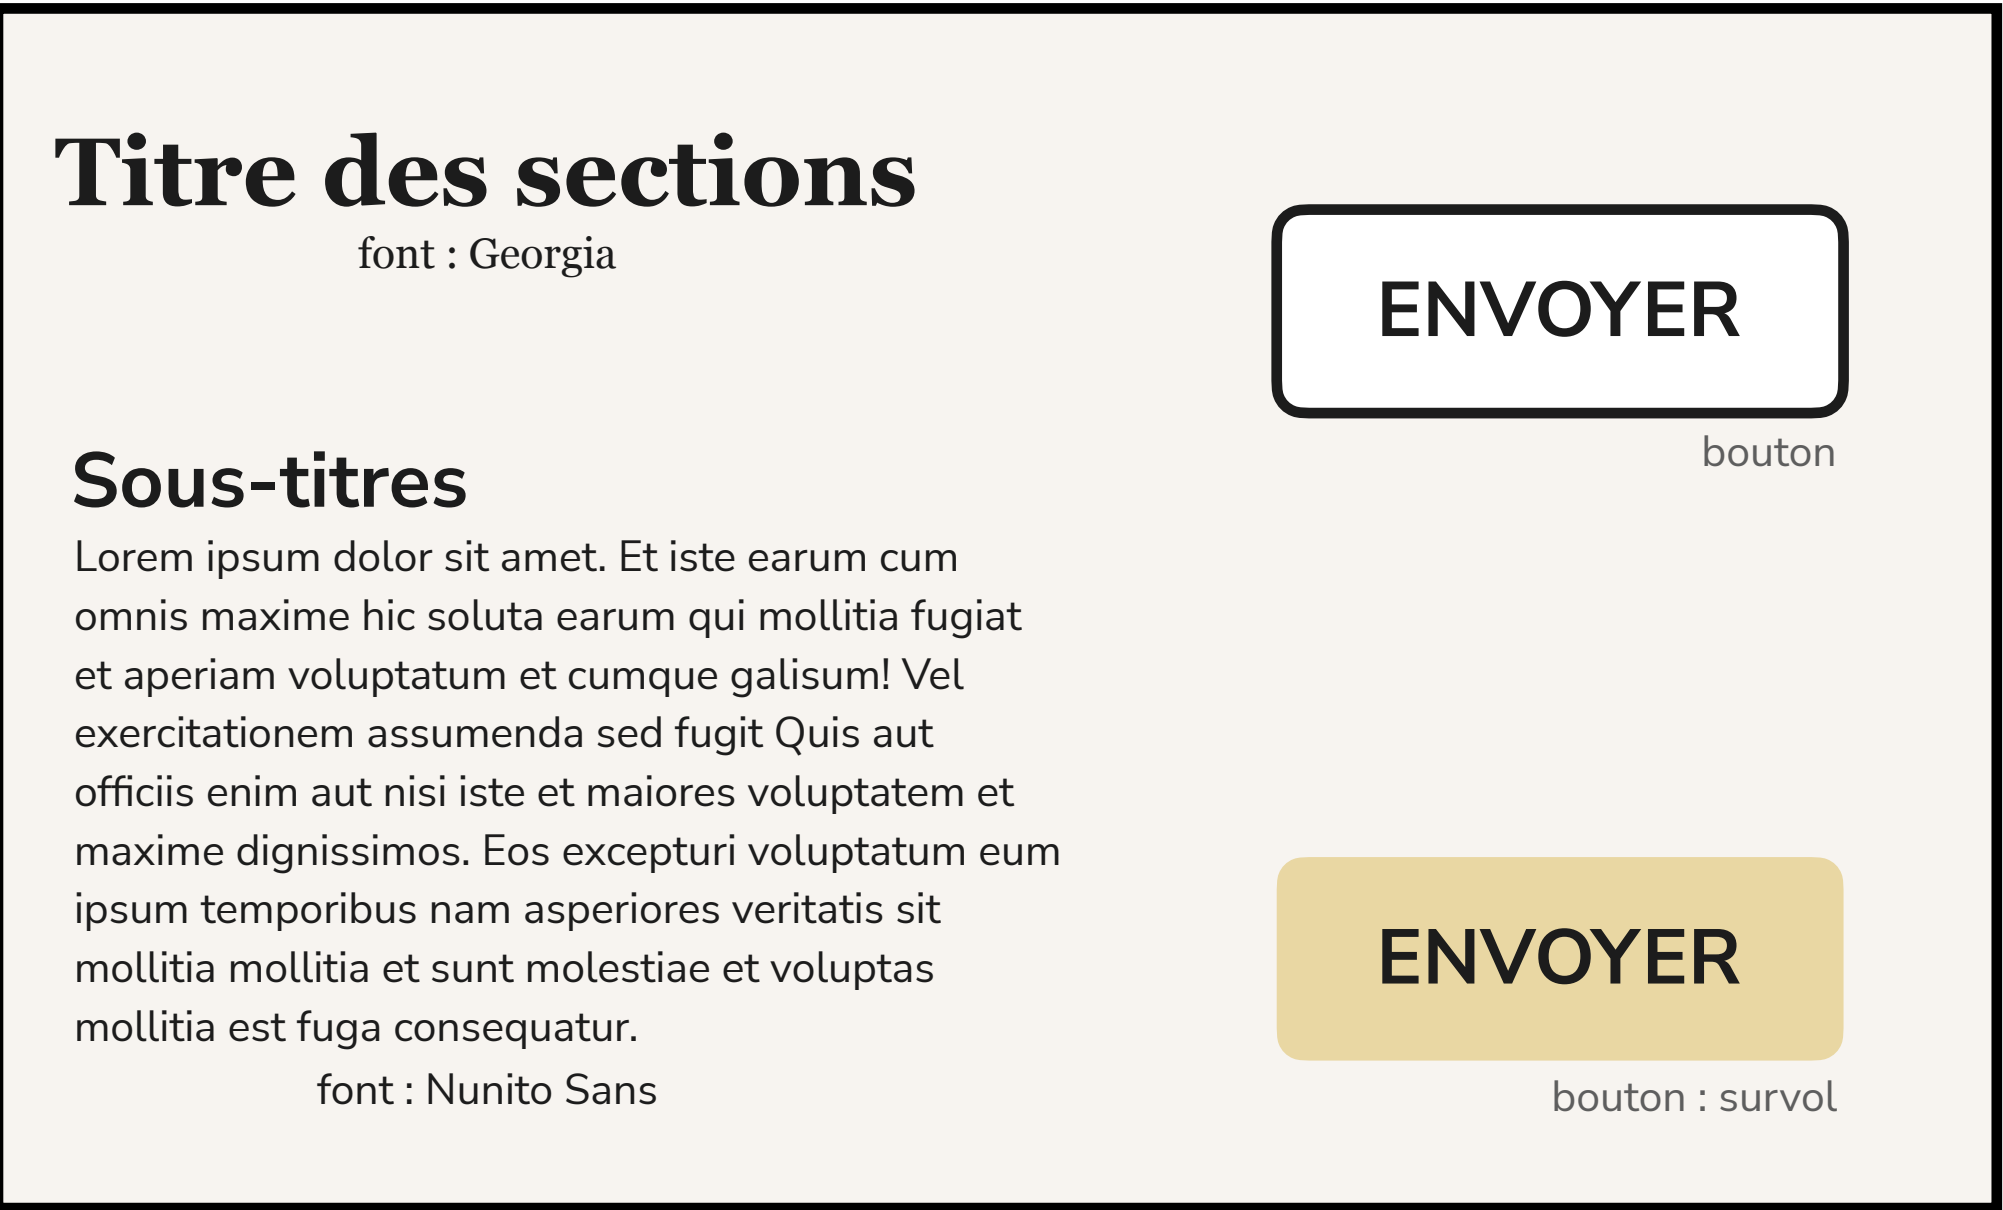 Titre des sections
font : Georgia
Sous-titres
Lorem ipsum dolor sit amet. Et iste earum cum
omnis maxime hic soluta earum qui mollitia fugiat
et aperiam voluptatum et cumque galisum! Vel
exercitationem assumenda sed fugit Quis aut
officiis enim aut nisi iste et maiores voluptatem et
maxime dignissimos. Eos excepturi voluptatum eum
ipsum temporibus nam asperiores veritatis sit
mollitia mollitia et sunt molestiae et voluptas
mollitia est fuga consequatur.
font : Nunito Sans
ENVOYER
bouton
ENVOYER
bouton : survol